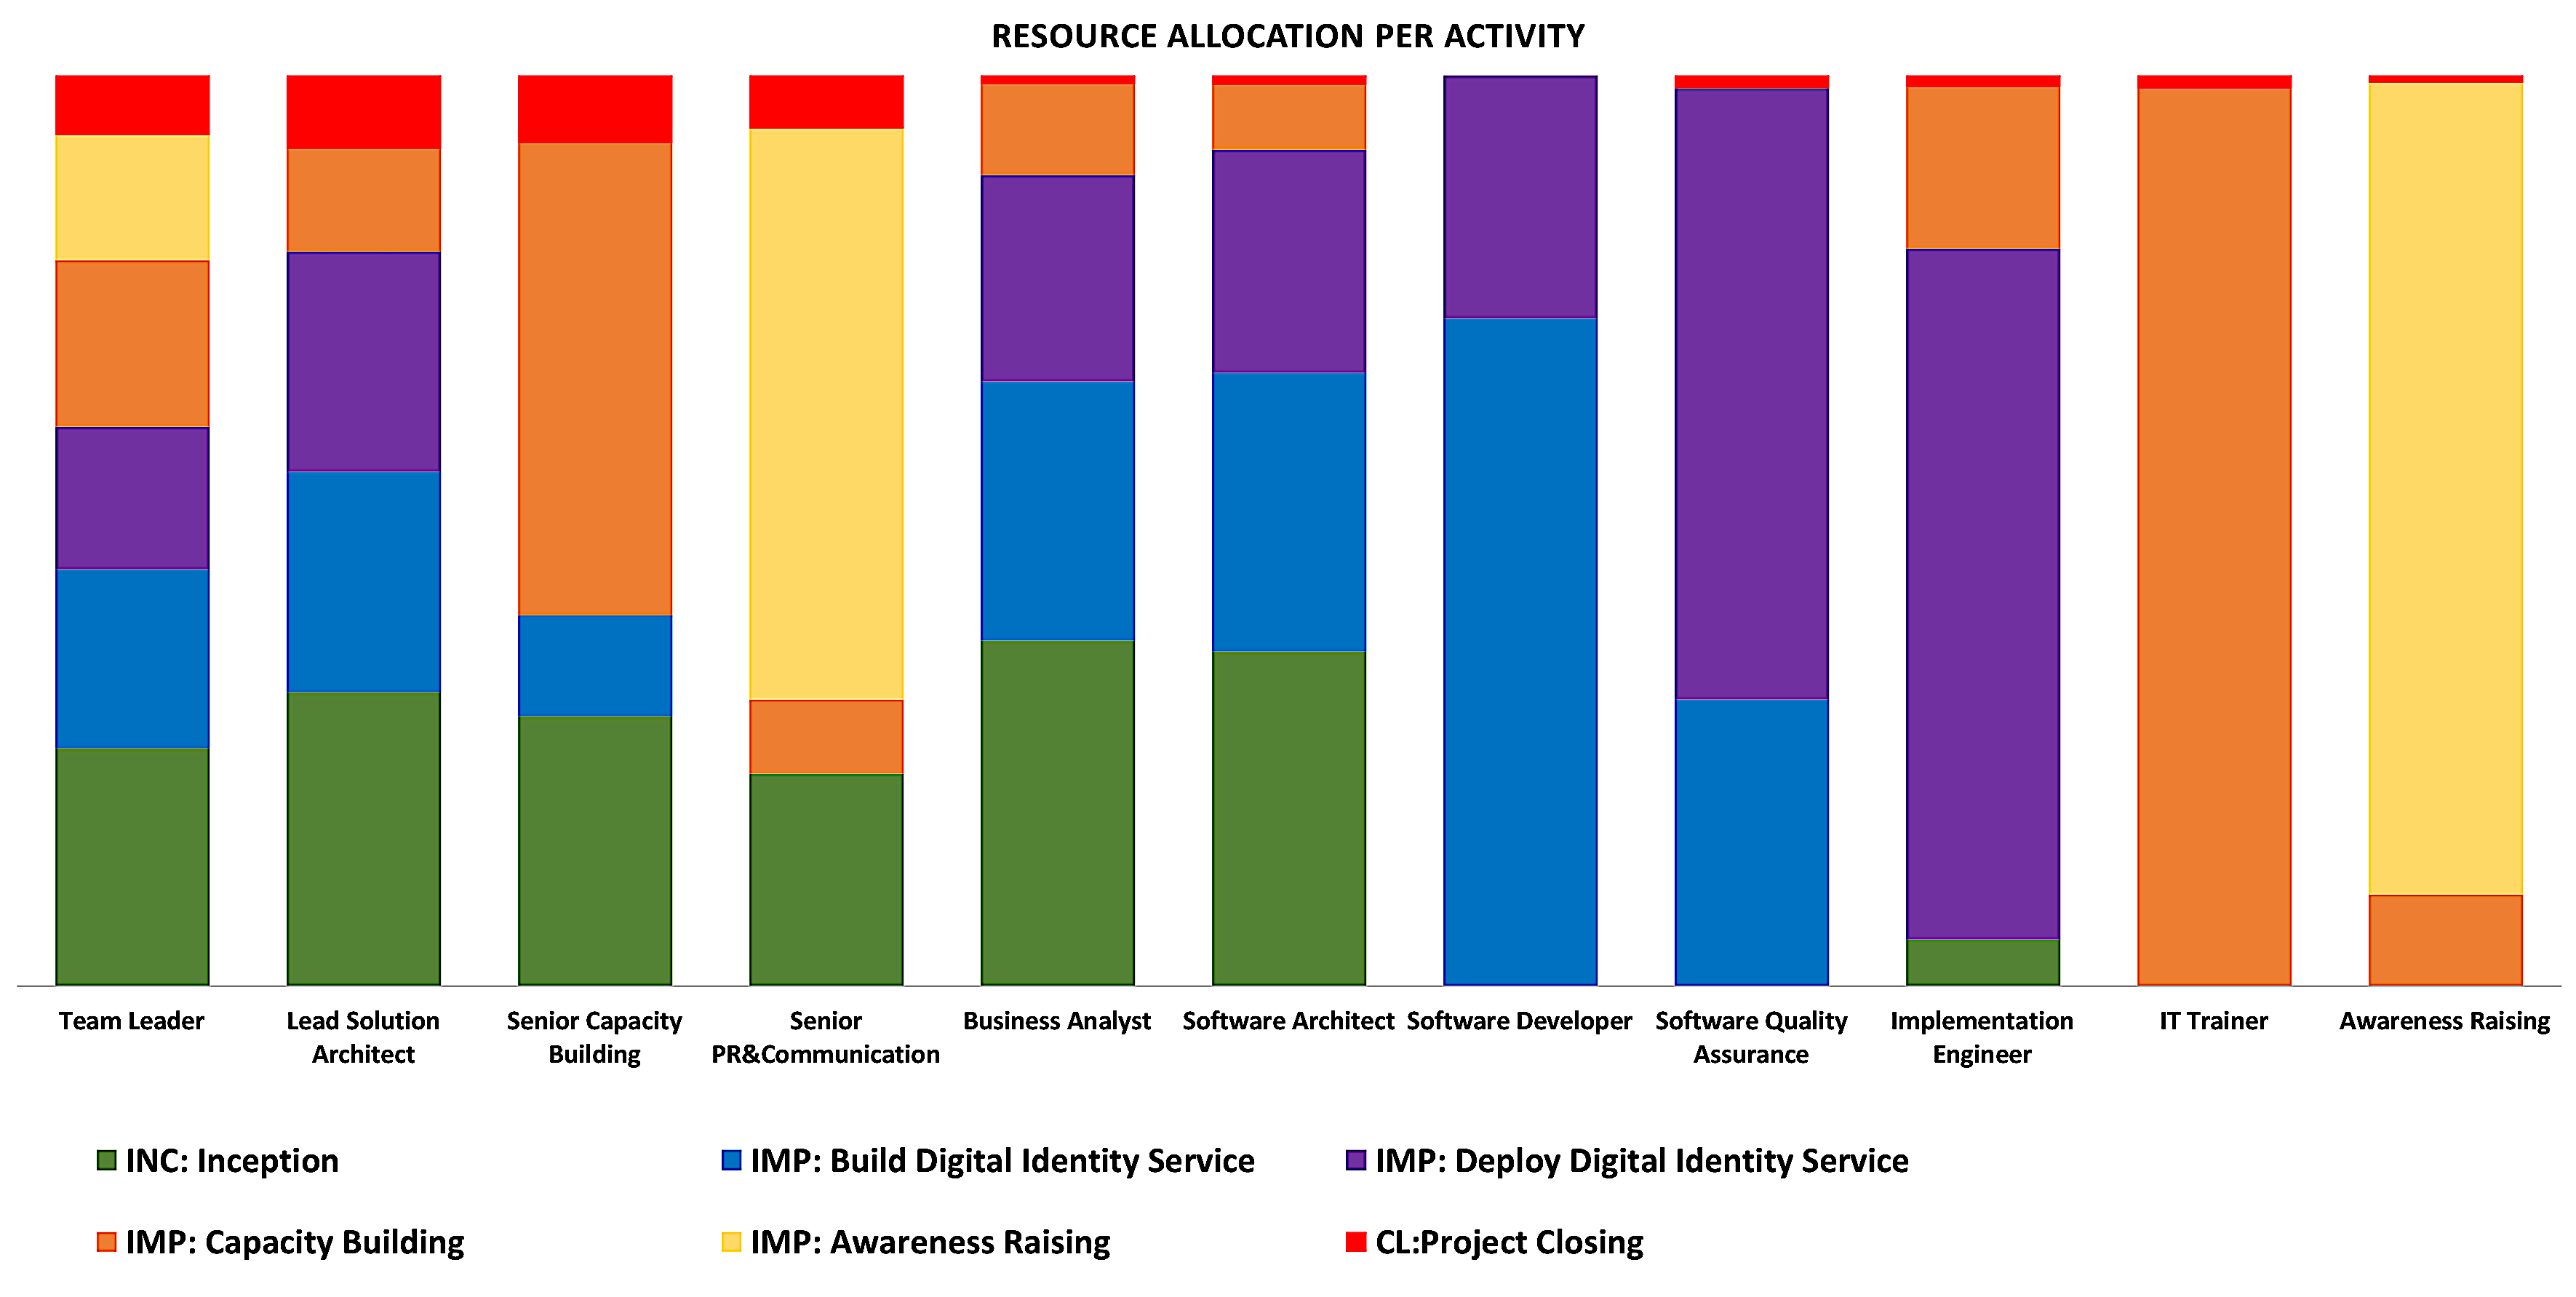 RESOURCE ALLOCATION PER ACTIVITY
Team Leader
Lead Solution
Architect
Senior Capacity
Building
Senior
PR&Communication
Business Analyst
Software Architect
Software Developer
Software Quality
Assurance
Implementation
Engineer
IT Trainer
Awareness Raising
INC: Inception
IMP: Build Digital Identity Service
IMP: Deploy Digital Identity Service
IMP: Capacity Building
IMP: Awareness Raising
CL:Project Closing